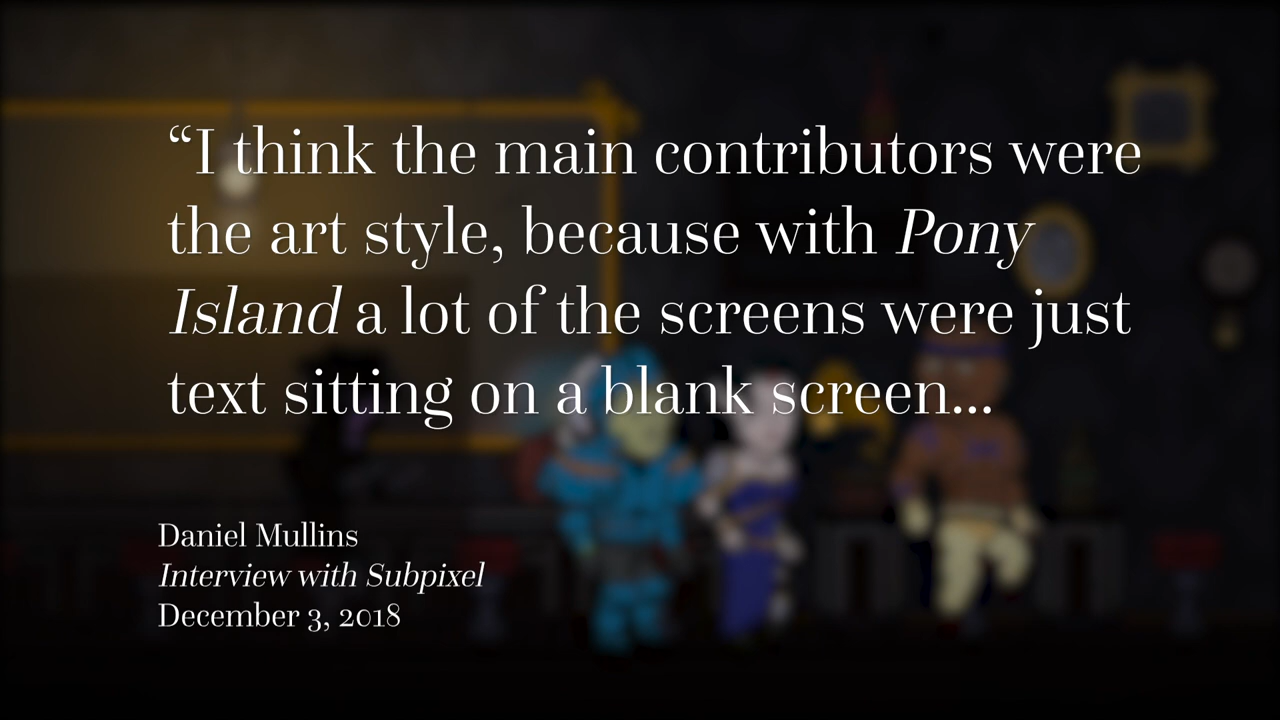 “I think the main contributors were
the art style, because with Pony
Island a lot of the screens were just
text sitting on a blank screen...
Daniel Mullins
Interview with Subpixel
December 3, 2018